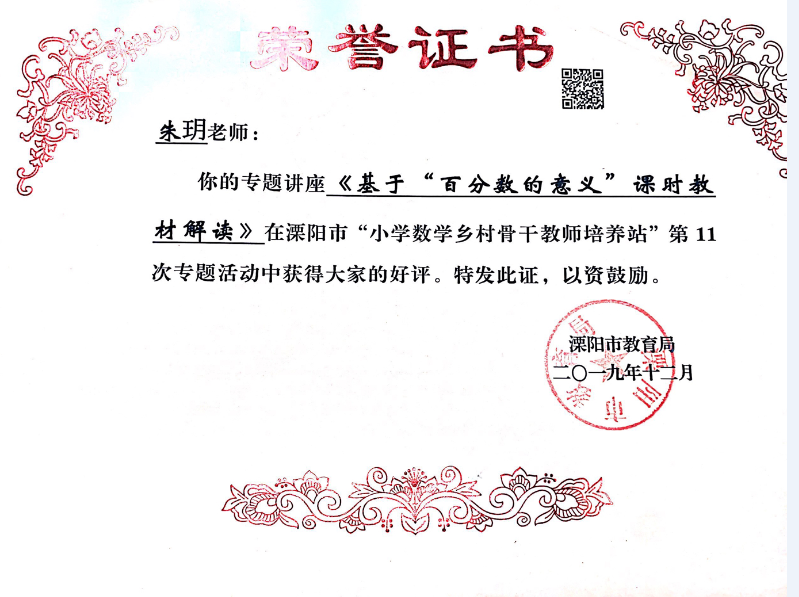 荣誉证书
朱玥老师：
你的专题讲座《基于“百分数的意义”课时教
材解读》在溧阳市“小学数学乡村骨干教师培养站”第 11
次专题活动中获得大家的好评。特发此证，以资鼓励。
溧阳市教育局
二〇一九年十二月